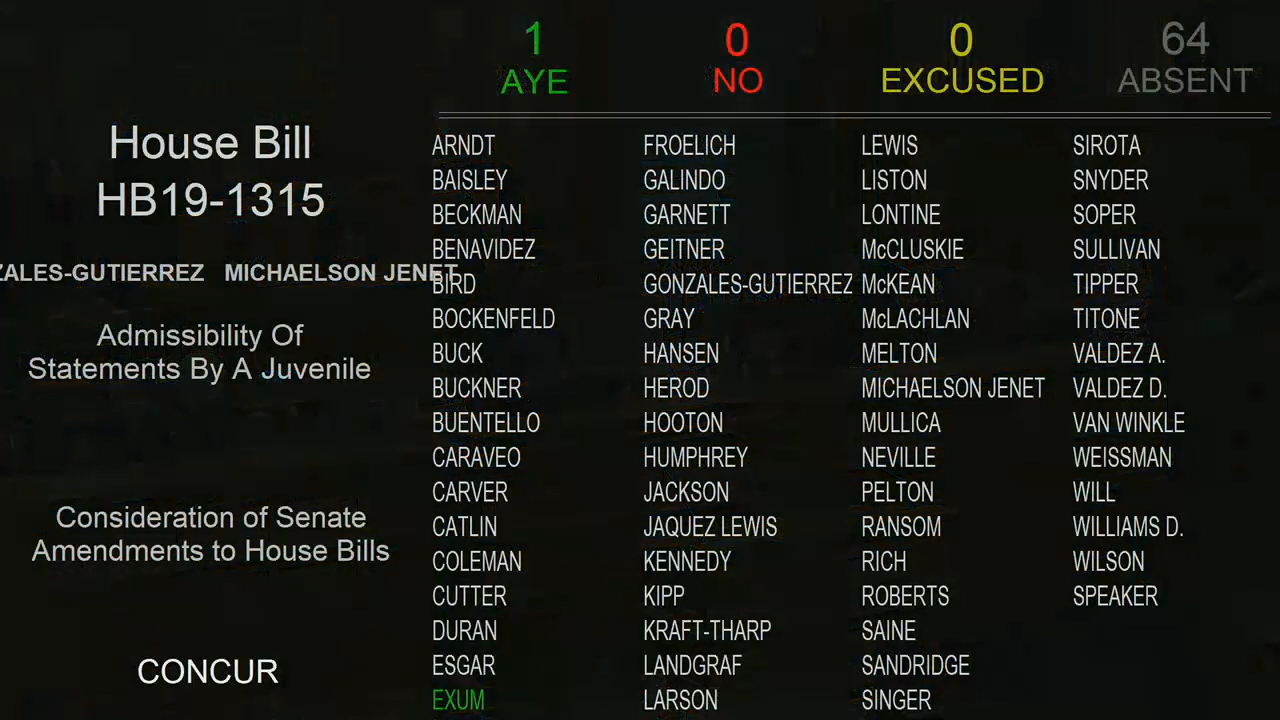 1 0 0 64
AYE NO EXCUSED ABSENT
House Bill
HB19-1315
ZALES-GUTIERREZ MICHAELSON JENET
Admissibility Of
Statements By A Juvenile
Consideration of Senate
Amendments to House Bills
CONCUR
ARNDT
BAISLEY
BECKMAN
BENAVIDEZ
BIRD
BOCKENFELD
BUCK
BUCKNER
BUENTELLO
CARAVEO
CARVER
CATLIN
COLEMAN
CUTTER
DURAN
ESGAR
EXUM
FROELICH
GALINDO
GARNETT
GEITNER
GONZALES-GUTIERREZ
GRAY
HANSEN
HEROD
HOOTON
HUMPHREY
JACKSON
JAQUEZ LEWIS
KENNEDY
KIPP
KRAFT-THARP
LANDGRAF
LARSON
LEWIS
LISTON
LONTINE
McCLUSKIE
McKEAN
McLACHLAN
MELTON
MICHAELSON JENET
MULLICA
NEVILLE
PELTON
RANSOM
RICH
ROBERTS
SAINE
SANDRIDGE
SINGER
SIROTA
SNYDER
SOPER
SULLIVAN
TIPPER
TITONE
VALDEZ A.
VALDEZ D.
VAN WINKLE
WEISSMAN
WILL
WILLIAMS D.
WILSON
SPEAKER